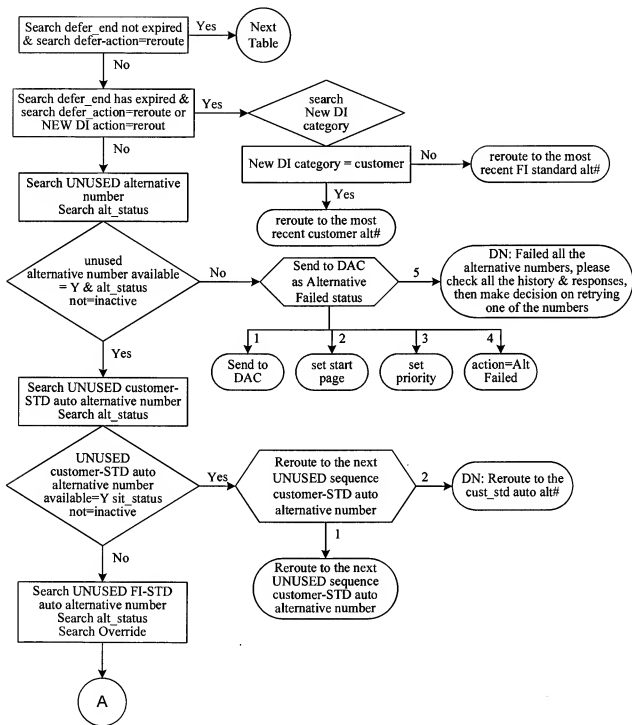 Search defer_end not expired
& search defer-action=reroute
Yes
Next
Table
No
Search defer_end has expired &
search defer_action=reroute or
NEW DI action=rerout
Yes
search
New DI
category
No
New DI category = customer
No
reroute to the most
recent FI standard alt#
Yes
reroute to the most
recent customer alt#
Search UNUSED alternative
number
Search alt_status
unused
alternative number available
= Y & alt_status
not=inactive
No
Send to DAC
as Alternative
Failed status
5
DN: Failed all the
alternative numbers, please
check all the history & responses,
then make decision on retrying
one of the numbers
1
2
3
4
Send to
DAC
set start
page
set
priority
action=Alt
Failed
Yes
Search UNUSED customer-
STD auto alternative number
Search alt_status
UNUSED
customer-STD auto
alternative number
available=Y sit_status
not=inactive
Yes
Reroute to the next
UNUSED sequence
customer-STD auto
alternative number
2
DN: Reroute to the
cust_std auto alt#
1
Reroute to the next
UNUSED sequence
customer-STD auto
alternative number
No
Search UNUSED FI-STD
auto alternative number
Search alt_status
Search Override
A